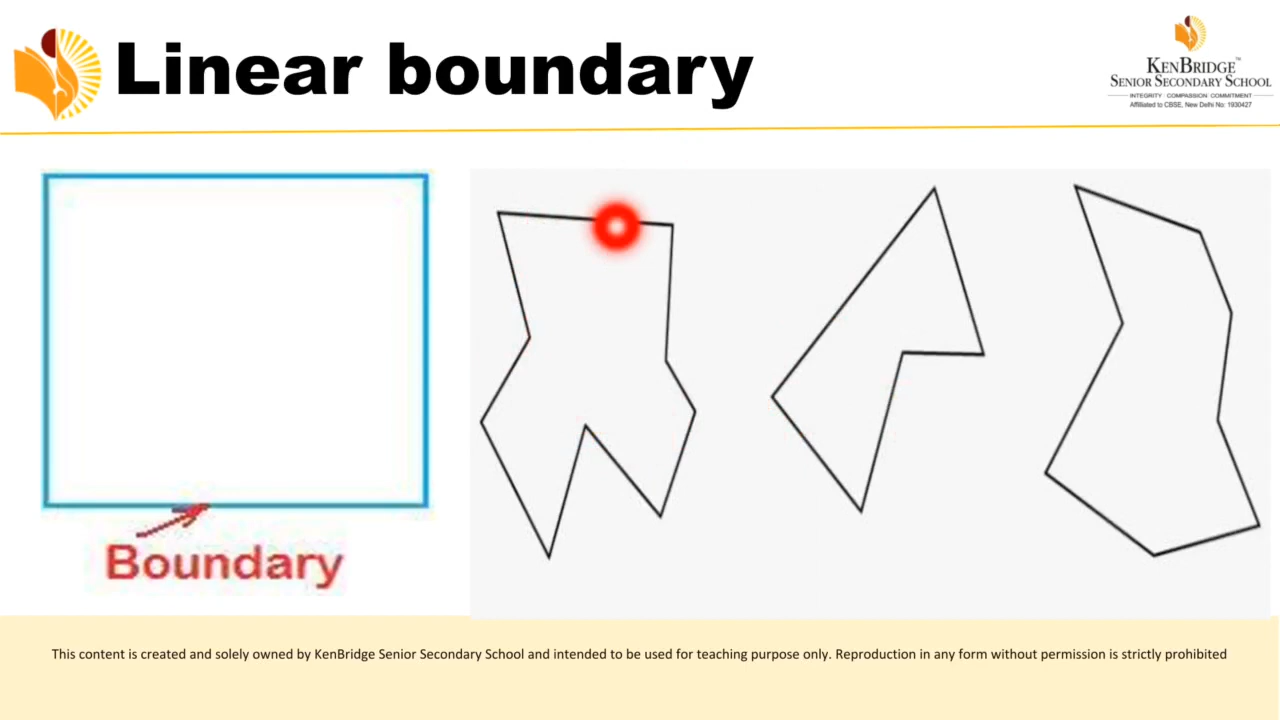 Linear boundary
KENBRIDGE™
SENIOR SECONDARY SCHOOL
INTEGRITY COMPASSION COMMITMENT
Affiliated to CBSE, New Delhi No: 1930427
Boundary
This content is created and solely owned by KenBridge Senior Secondary School and intended to be used for teaching purpose only. Reproduction in any form without permission is strictly prohibited